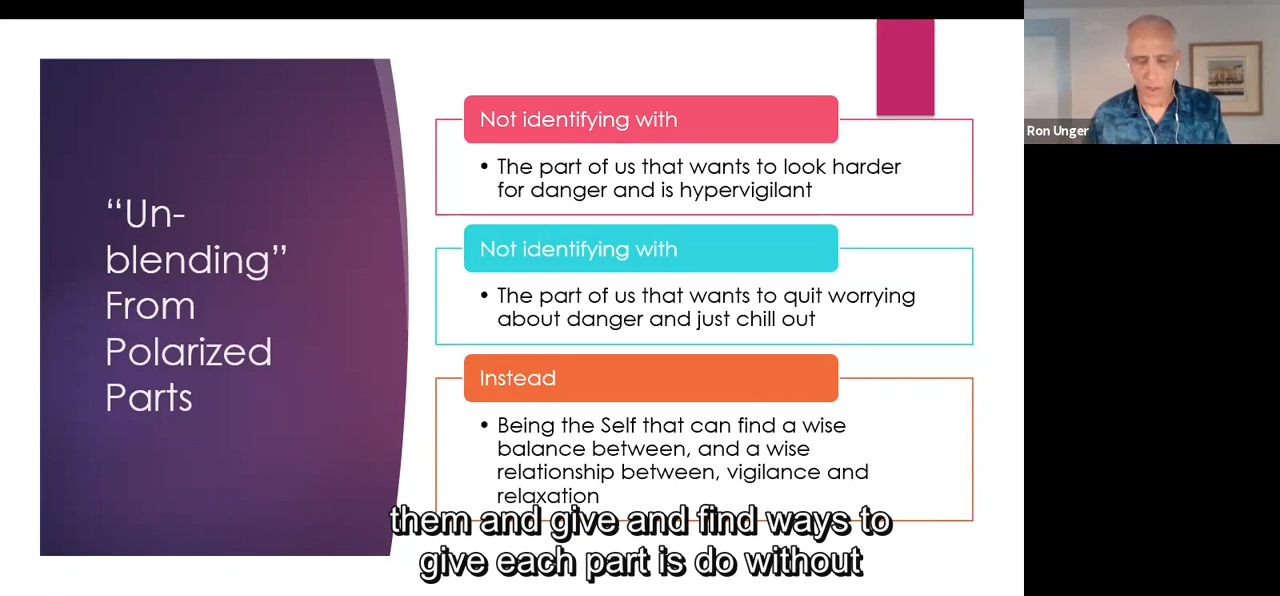 “Un-
blending”
From
Polarized
Parts
Not identifying with
• The part of us that wants to look harder
for danger and is hypervigilant
Not identifying with
• The part of us that wants to quit worrying
about danger and just chill out
Instead
• Being the Self that can find a wise
balance between, and a wise
relationship between, vigilance and
relaxation
them and give and find ways to
give each part is do without
Ron Unger